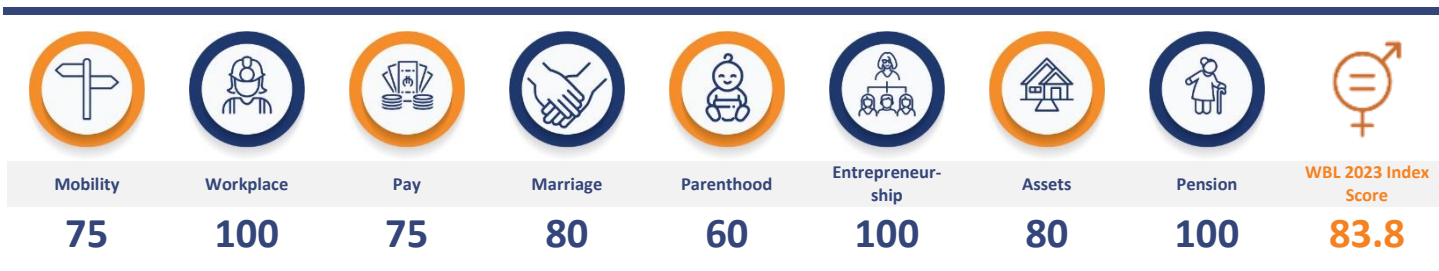 Mobility
Workplace
Pay
Marriage
Parenthood
Entrepreneur-
ship
Assets
Pension
WBL 2023 Index
Score
75
100
75
80
60
100
80
100
83.8